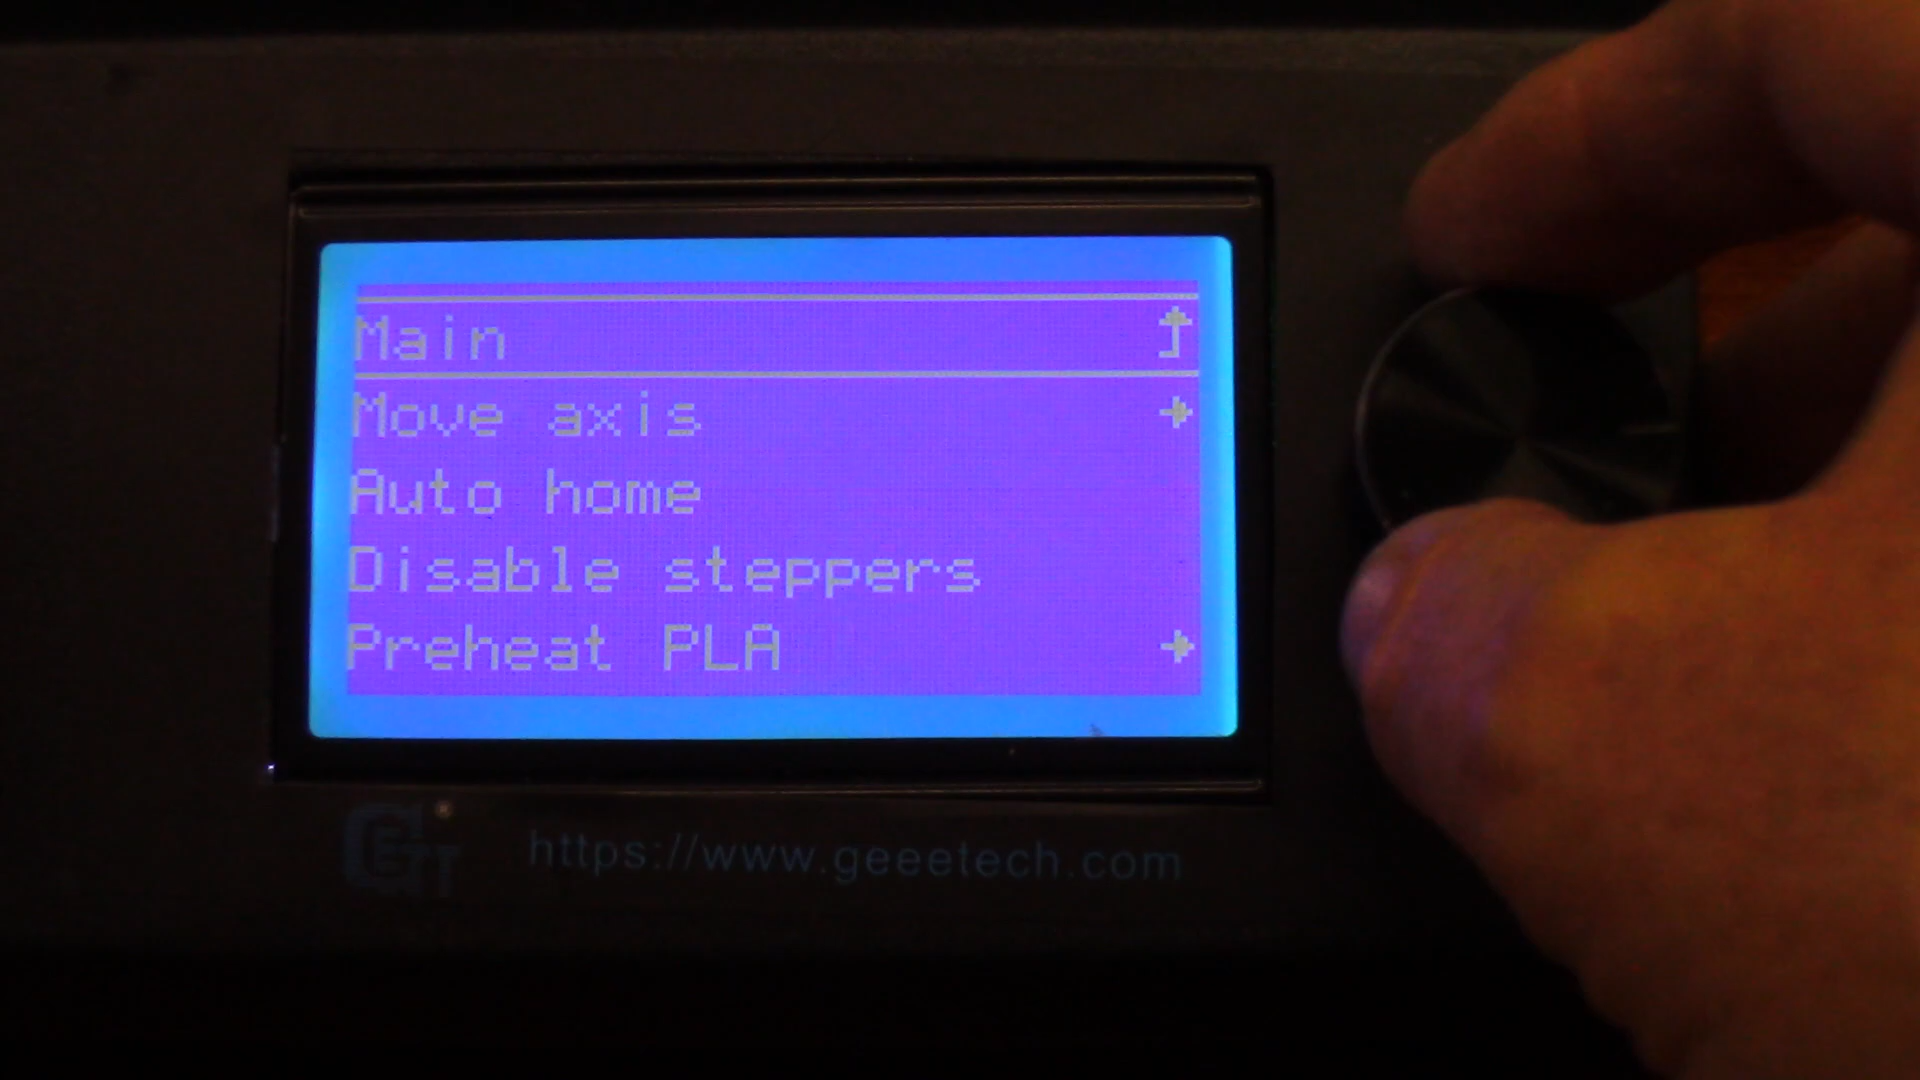 Main
Move axis
Auto home
Disable steppers
Preheat PLA
https://www.geeetech.com